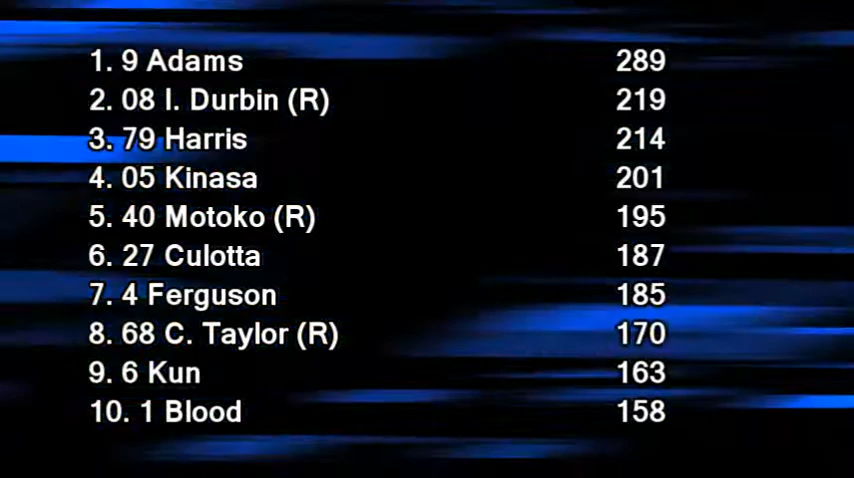 1. 9 Adams 289
2. 08 I. Durbin (R) 219
3. 79 Harris 214
4. 05 Kinasa 201
5. 40 Motoko (R) 195
6. 27 Culotta 187
7. 4 Ferguson 185
8. 68 C. Taylor (R) 170
9. 6 Kun 163
10. 1 Blood 158